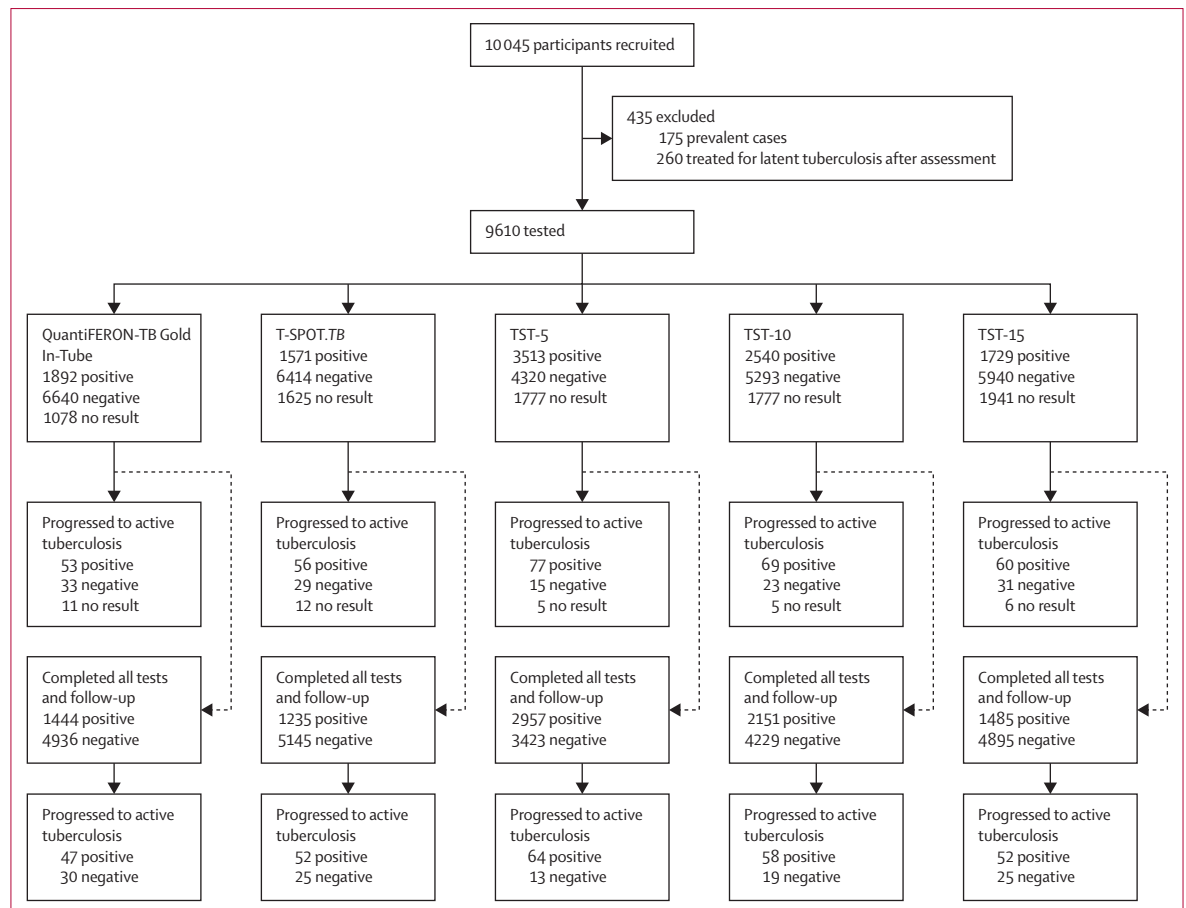 10 045 participants recruited
435 excluded
175 prevalent cases
260 treated for latent tuberculosis after assessment
9610 tested
QuantiFERON-TB Gold
In-Tube
1892 positive
6640 negative
1078 no result
T-SPOT.TB
1571 positive
6414 negative
1625 no result
TST-5
3513 positive
4320 negative
1777 no result
TST-10
2540 positive
5293 negative
1777 no result
TST-15
1729 positive
5940 negative
1941 no result
Progressed to active
tuberculosis
53 positive
33 negative
11 no result
Progressed to active
tuberculosis
56 positive
29 negative
12 no result
Progressed to active
tuberculosis
77 positive
15 negative
5 no result
Progressed to active
tuberculosis
69 positive
23 negative
5 no result
Progressed to active
tuberculosis
60 positive
31 negative
6 no result
Completed all tests
and follow-up
1444 positive
4936 negative
Completed all tests
and follow-up
1235 positive
5145 negative
Completed all tests
and follow-up
2957 positive
3423 negative
Completed all tests
and follow-up
2151 positive
4229 negative
Completed all tests
and follow-up
1485 positive
4895 negative
Progressed to active
tuberculosis
47 positive
30 negative
Progressed to active
tuberculosis
52 positive
25 negative
Progressed to active
tuberculosis
64 positive
13 negative
Progressed to active
tuberculosis
58 positive
19 negative
Progressed to active
tuberculosis
52 positive
25 negative